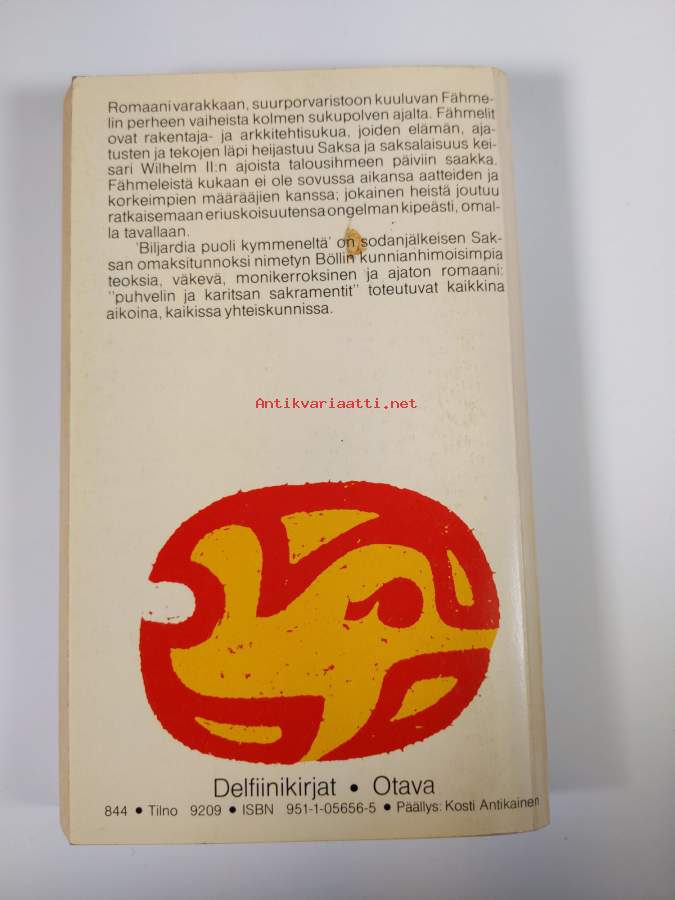 Romaani varakkaan, suurporvaristoon kuuluvan Fähme-
lin perheen vaiheista kolmen sukupolven ajalta. Fähmelit
ovat rakentaja- ja arkkitehtisukua, joiden elämän, aja-
tusten ja tekojen läpi heijastuu Saksa ja saksalaisuus kei-
sari Wilhelm II:n ajoista talousihmeen päiviin saakka.
Fähmeleistä kukaan ei ole sovussa aikansa aatteiden ja
korkeimpien määrääjien kanssa; jokainen heistä joutuu
ratkaisemaan eriuskoisuutensa ongelman kipeästi, omal-
la tavallaan.
'Biljardia puoli kymmeneltä' on sodanjälkeisen Sak-
san omaksitunnoksi nimetyn Böllin kunnianhimoisimpia
teoksia, väkevä, monikerroksinen ja ajaton romaani:
"puhvelin ja karitsan sakramentit" toteutuvat kaikkina
aikoina, kaikissa yhteiskunnissa.
Antikvariaatti.net
Delfiinikirjat • Otava
844 • Tilno 9209 • ISBN 951-1-05656-5 • Päällys: Kosti Antikainen